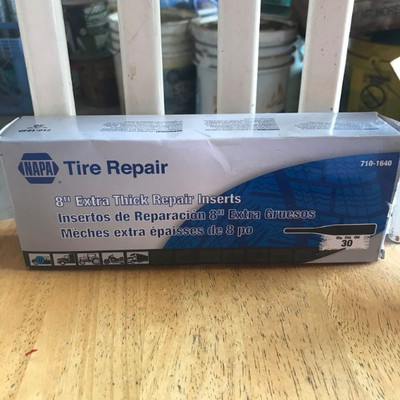 NAPA
Tire Repair
710-1640
8" Extra Thick Repair Inserts
Insertos de Reparación 8" Extra Gruesos
Mèches extra épaisses de 8 po
30